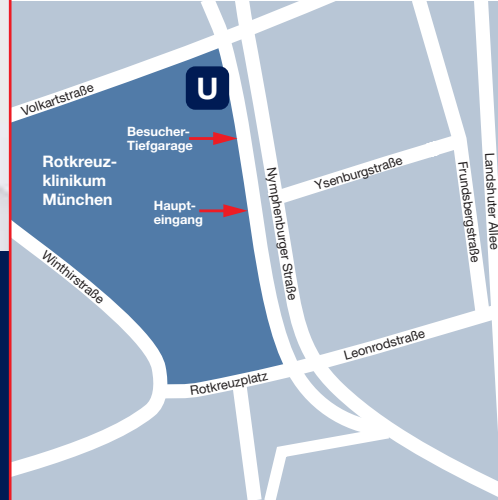 U
Volkartstraße
Besucher-
Tiefgarage
Rotkreuz-
klinikum
München
Haupt-
eingang
Ysenburgstraße
Nymphenburger Straße
Frundsbergstraße
Landshuter Allee
Winthirstraße
Leonrodstraße
Rotkreuzplatz